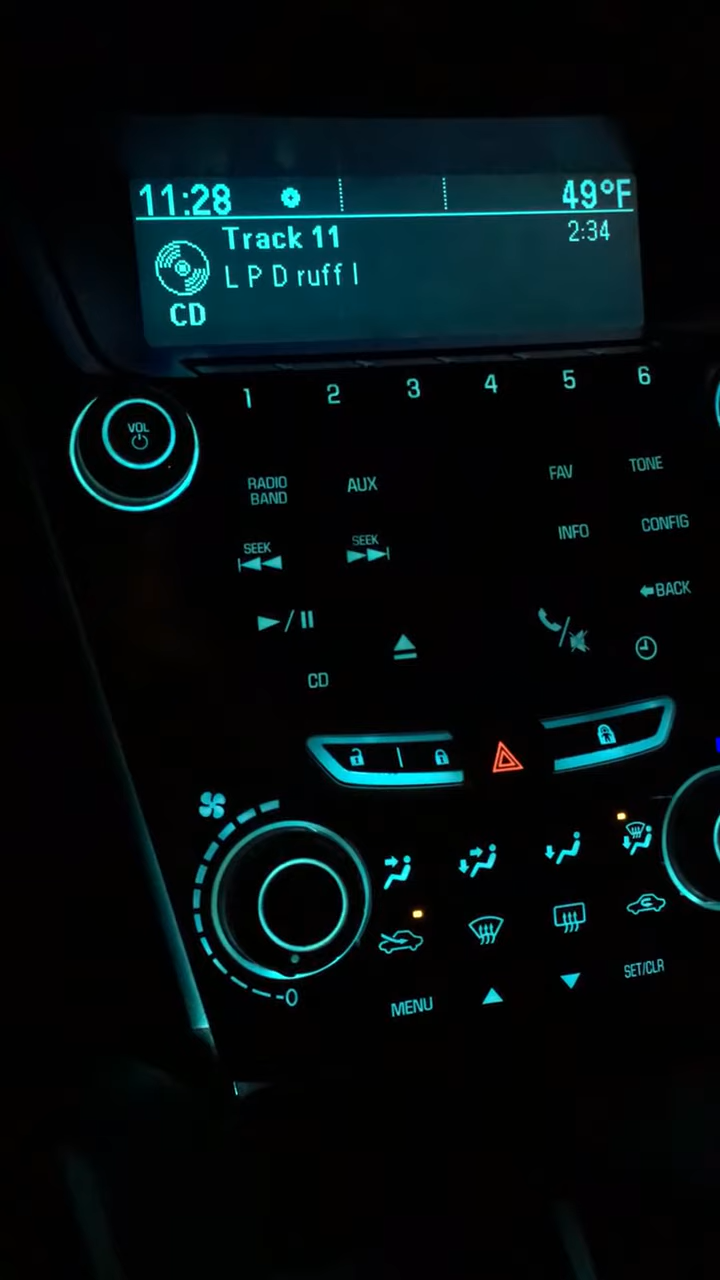 11:28 49°F
Track 11 2:34
L P D ruff I
CD
1 2 3 4 5 6
VOL
RADIO BAND AUX FAV TONE
SEEK SEEK INFO CONFIG
BACK
CD
0
MENU SET/CLR